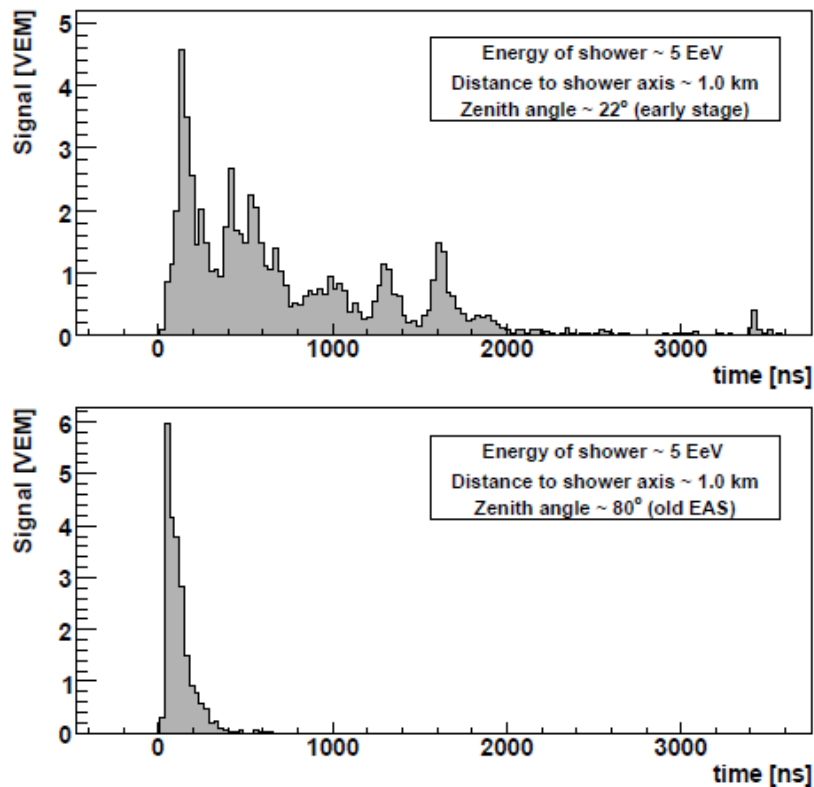 Signal [VEM]
5
4
3
2
1
0
Energy of shower ~ 5 EeV
Distance to shower axis ~ 1.0 km
Zenith angle ~ 22° (early stage)
0 1000 2000 3000
time [ns]
Signal [VEM]
6
5
4
3
2
1
0
Energy of shower ~ 5 EeV
Distance to shower axis ~ 1.0 km
Zenith angle ~ 80° (old EAS)
0 1000 2000 3000
time [ns]